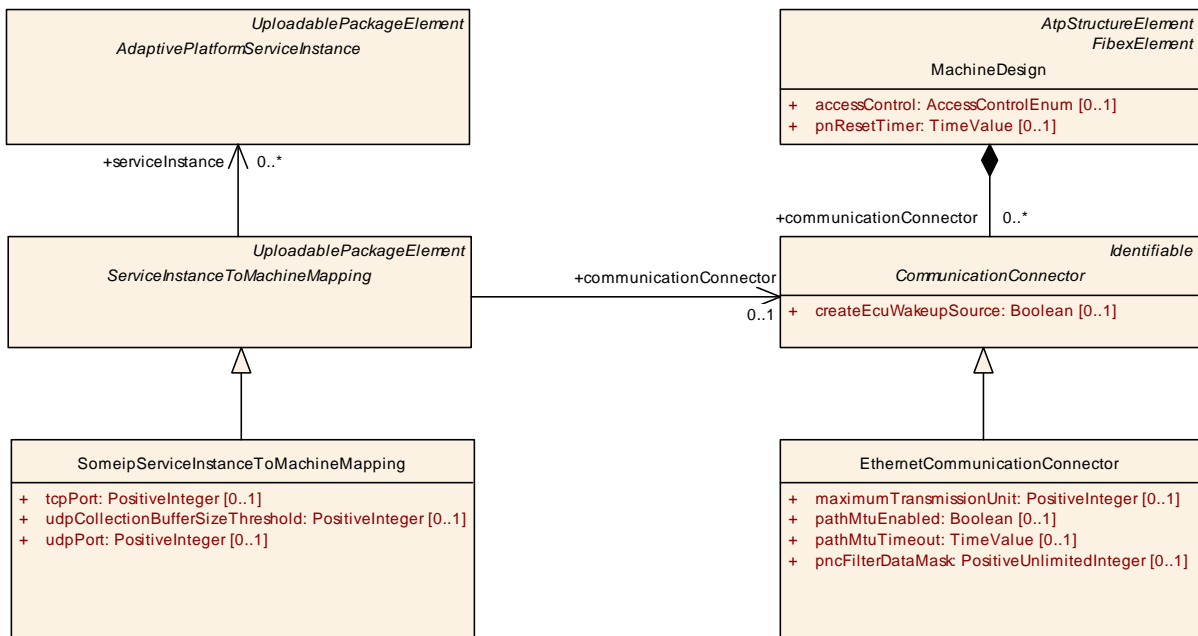 UploadablePackageElement
AdaptivePlatformServiceInstance
AtpStructureElement
FibexElement
MachineDesign
+ accessControl: AccessControlEnum [0..1]
+ pnResetTimer: TimeValue [0..1]
+serviceInstance
0..*
+communicationConnector
0..*
UploadablePackageElement
ServiceInstanceToMachineMapping
+communicationConnector
0..1
Identifiable
CommunicationConnector
+ createEcuWakeupSource: Boolean [0..1]
SomeipServiceInstanceToMachineMapping
+ tcpPort: PositiveInteger [0..1]
+ udpCollectionBufferSizeThreshold: PositiveInteger [0..1]
+ udpPort: PositiveInteger [0..1]
EthernetCommunicationConnector
+ maximumTransmissionUnit: PositiveInteger [0..1]
+ pathMtuEnabled: Boolean [0..1]
+ pathMtuTimeout: TimeValue [0..1]
+ pncFilterDataMask: PositiveUnlimitedInteger [0..1]